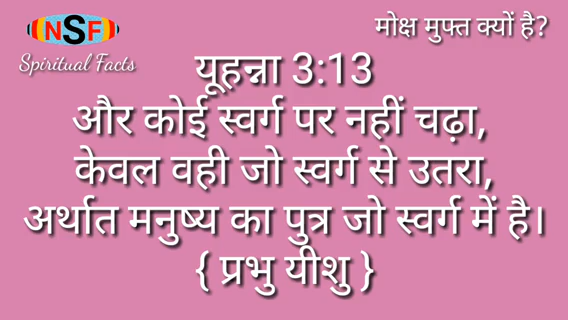 NSF
मोक्ष मुफ्त क्यों है?
Spiritual Facts
यूहन्ना 3:13
और कोई स्वर्ग पर नहीं चढ़ा,
केवल वही जो स्वर्ग से उतरा,
अर्थात मनुष्य का पुत्र जो स्वर्ग में है।
{ प्रभु यीशु }